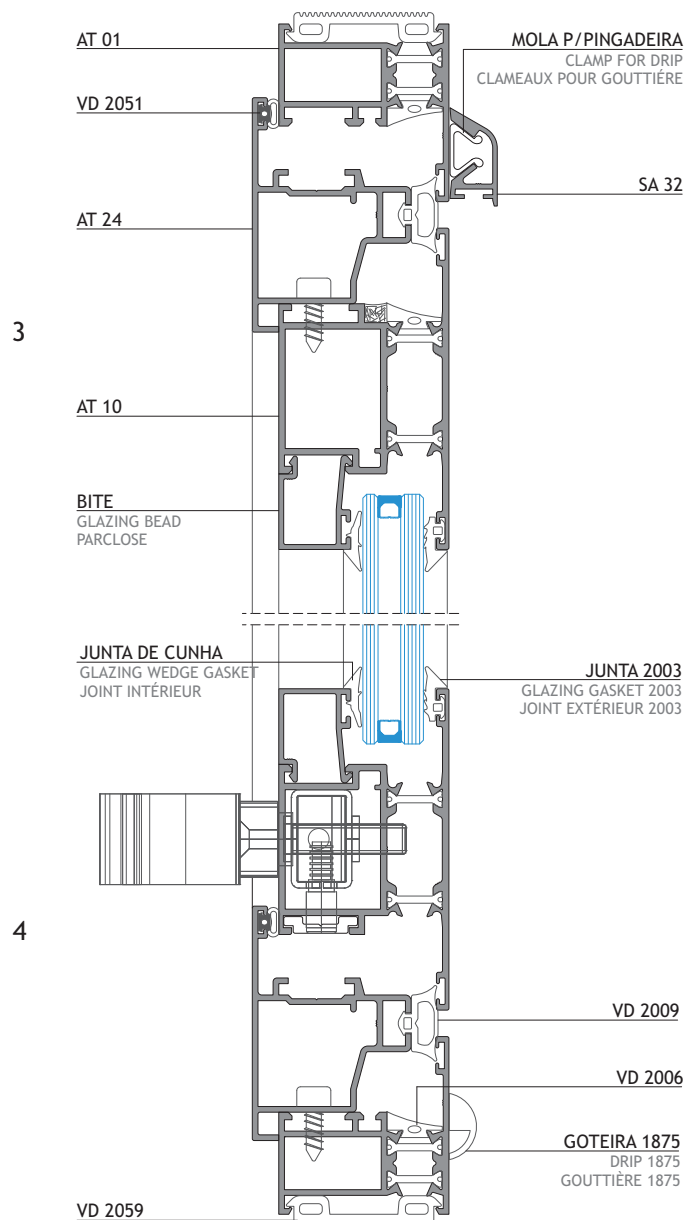 AT 01
MOLA P/PINGADEIRA
CLAMP FOR DRIP
CLAMEAUX POUR GOUTTIÉRE
VD 2051
SA 32
AT 24
3
AT 10
BITE
GLAZING BEAD
PARCLOSE
JUNTA DE CUNHA
GLAZING WEDGE GASKET
JOINT INTÉRIEUR
JUNTA 2003
GLAZING GASKET 2003
JOINT EXTÉRIEUR 2003
4
VD 2009
VD 2006
GOTEIRA 1875
DRIP 1875
GOUTTIÈRE 1875
VD 2059